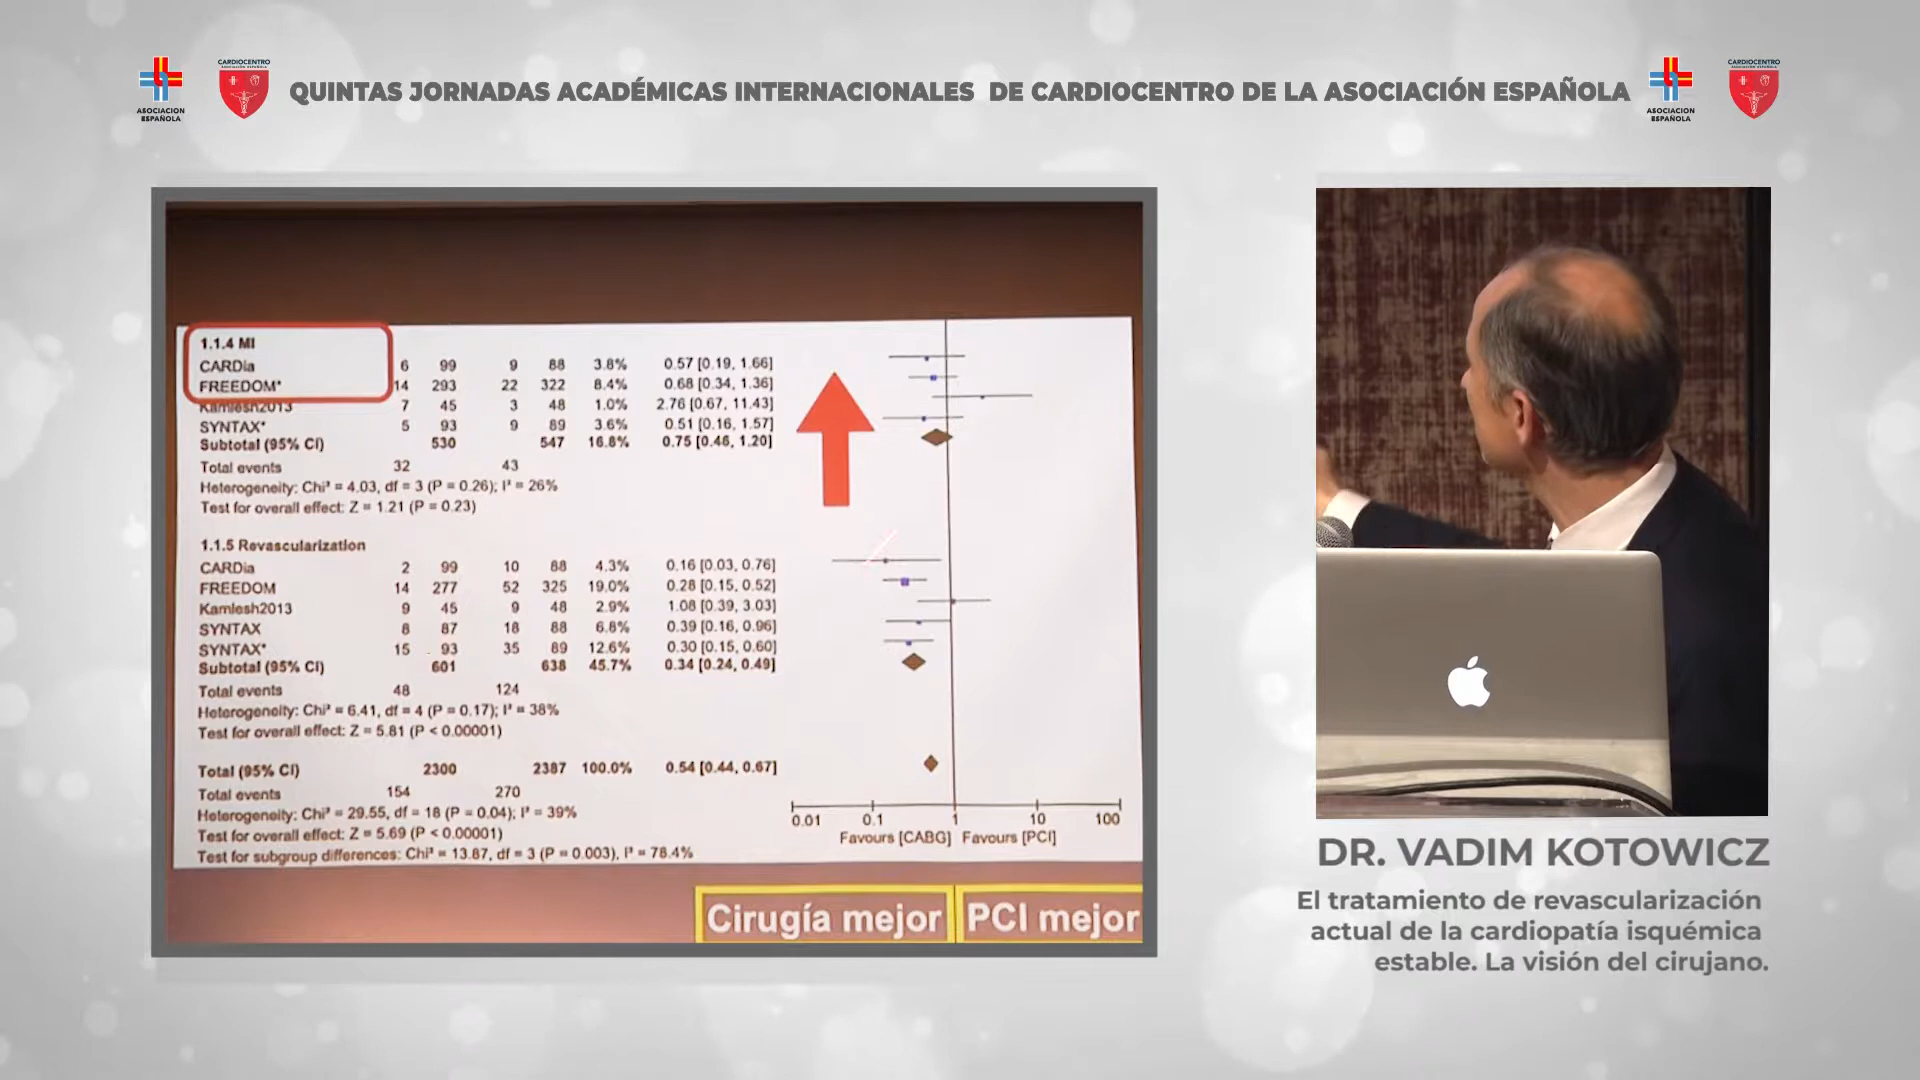 CARDIOCENTRO
ASOCIACION
ESPAÑOLA
QUINTAS JORNADAS ACADÉMICAS INTERNACIONALES DE CARDIOCENTRO DE LA ASOCIACIÓN ESPAÑOLA
ASOCIACION
ESPAÑOLA
CARDIOCENTRO
1.1.4 MI
CARDia 6 99 9 88 3.8% 0.57 [0.19, 1.66]
FREEDOM* 14 293 22 322 8.4% 0.68 [0.34, 1.36]
Kamlesh2013 7 45 3 48 1.0% 2.76 [0.67, 11.43]
SYNTAX* 5 93 9 89 3.6% 0.51 [0.16, 1.57]
Subtotal (95% CI) 530 547 16.8% 0.75 [0.46, 1.20]
Total events 32 43
Heterogeneity: Chi² = 4.03, df = 3 (P = 0.26); I² = 26%
Test for overall effect: Z = 1.21 (P = 0.23)
1.1.5 Revascularization
CARDia 2 99 10 88 4.3% 0.16 [0.03, 0.76]
FREEDOM 14 277 52 325 19.0% 0.28 [0.15, 0.52]
Kamlesh2013 9 45 9 48 2.9% 1.08 [0.39, 3.03]
SYNTAX 8 87 18 88 6.8% 0.39 [0.16, 0.96]
SYNTAX* 15 93 35 89 12.6% 0.30 [0.15, 0.60]
Subtotal (95% CI) 601 638 45.7% 0.34 [0.24, 0.49]
Total events 48 124
Heterogeneity: Chi² = 6.41, df = 4 (P = 0.17); I² = 38%
Test for overall effect: Z = 5.81 (P < 0.00001)
Total (95% CI) 2300 2387 100.0% 0.54 [0.44, 0.67]
Total events 154 270
Heterogeneity: Chi² = 29.55, df = 18 (P = 0.04); I² = 39%
Test for overall effect: Z = 5.69 (P < 0.00001)
Test for subgroup differences: Chi² = 13.87, df = 3 (P = 0.003), I² = 78.4%
0.01 0.1 1 10 100
Favours [CABG] Favours [PCI]
Cirugía mejor PCI mejor
DR. VADIM KOTOWICZ
El tratamiento de revascularización
actual de la cardiopatía isquémica
estable. La visión del cirujano.